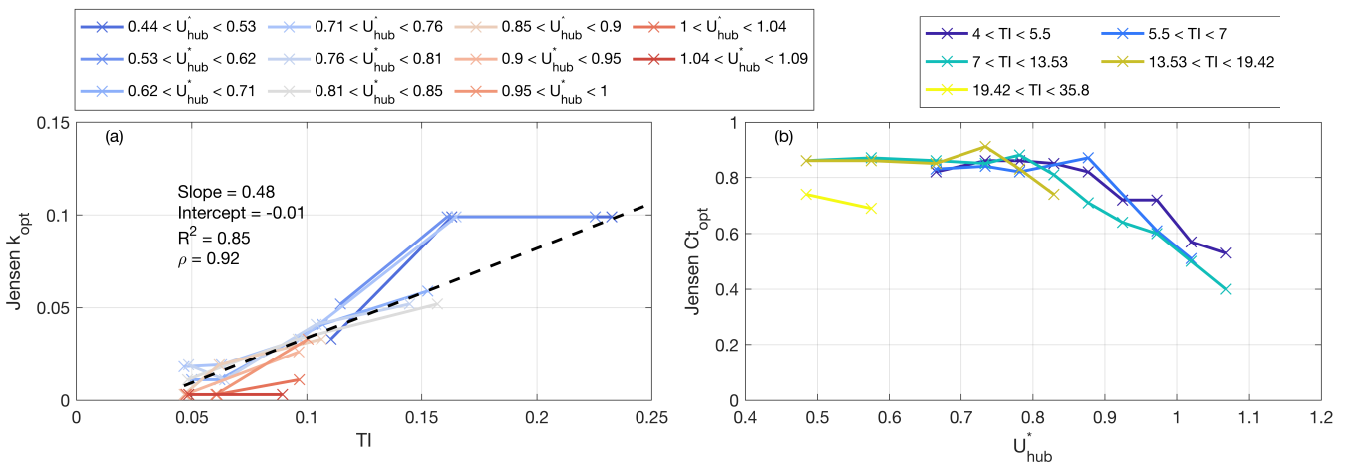 0.44 < U*hub < 0.53 0.71 < U*hub < 0.76 0.85 < U*hub < 0.9 1 < U*hub < 1.04
0.53 < U*hub < 0.62 0.76 < U*hub < 0.81 0.9 < U*hub < 0.95 1.04 < U*hub < 1.09
0.62 < U*hub < 0.71 0.81 < U*hub < 0.85 0.95 < U*hub < 1
4 < TI < 5.5 5.5 < TI < 7
7 < TI < 13.53 13.53 < TI < 19.42
19.42 < TI < 35.8
(a)
Slope = 0.48
Intercept = -0.01
R² = 0.85
ρ = 0.92
Jensen kopt
0.15
0.1
0.05
0
0 0.05 0.1 0.15 0.2 0.25
TI
(b)
Jensen Ctopt
1
0.8
0.6
0.4
0.2
0
0.4 0.5 0.6 0.7 0.8 0.9 1 1.1 1.2
U*hub